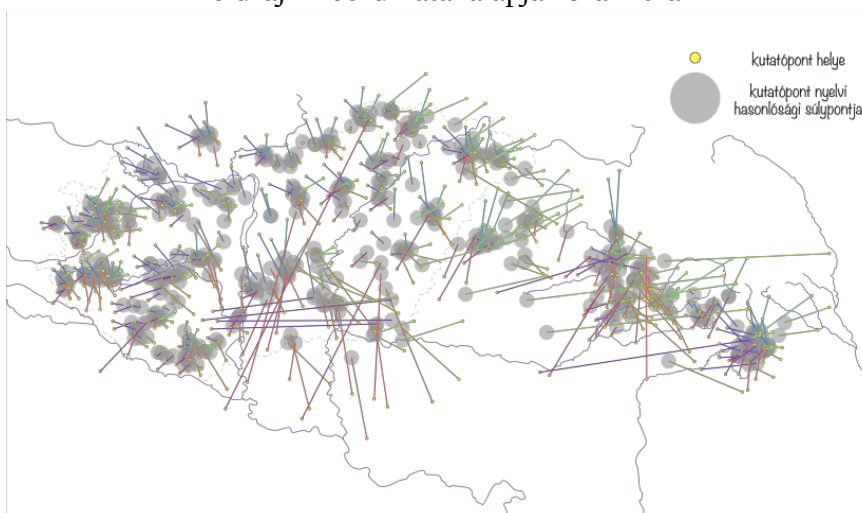 kutatópont helye
kutatópont nyelvi
hasonlósági súlypontja